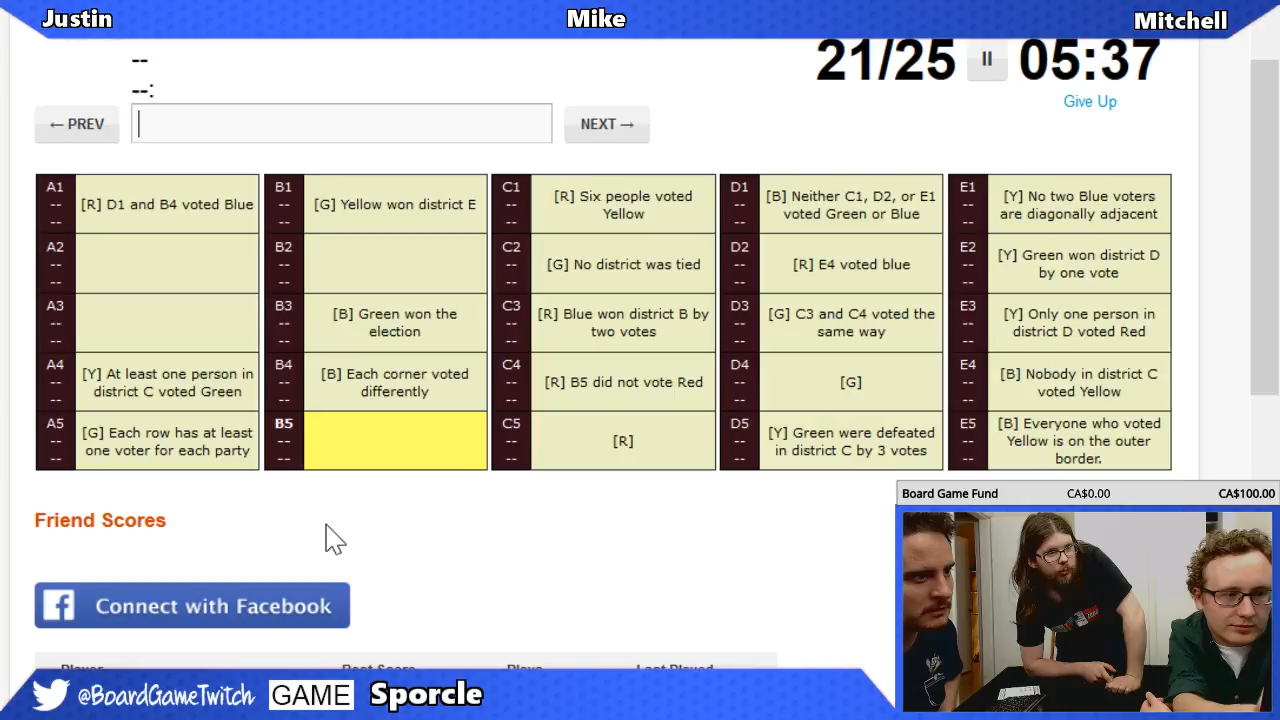 Justin
Mike
Mitchell
--
--:
21/25
05:37
Give Up
← PREV
NEXT →
A1
--
--
[R] D1 and B4 voted Blue
B1
--
--
[G] Yellow won district E
C1
--
--
[R] Six people voted
Yellow
D1
--
--
[B] Neither C1, D2, or E1
voted Green or Blue
E1
--
--
[Y] No two Blue voters
are diagonally adjacent
A2
--
--
B2
--
--
C2
--
--
[G] No district was tied
D2
--
--
[R] E4 voted blue
E2
--
--
[Y] Green won district D
by one vote
A3
--
--
B3
--
--
[B] Green won the
election
C3
--
--
[R] Blue won district B by
two votes
D3
--
--
[G] C3 and C4 voted the
same way
E3
--
--
[Y] Only one person in
district D voted Red
A4
--
--
[Y] At least one person in
district C voted Green
B4
--
--
[B] Each corner voted
differently
C4
--
--
[R] B5 did not vote Red
D4
--
--
[G]
E4
--
--
[B] Nobody in district C
voted Yellow
A5
--
--
[G] Each row has at least
one voter for each party
B5
--
--
C5
--
--
[R]
D5
--
--
[Y] Green were defeated
in district C by 3 votes
E5
--
--
[B] Everyone who voted
Yellow is on the outer
border.
Board Game Fund
CA$0.00
CA$100.00
Friend Scores
f
Connect with Facebook
Player
Best Score
Plays
Last Played
@BoardGameTwitch
GAME
Sporcle